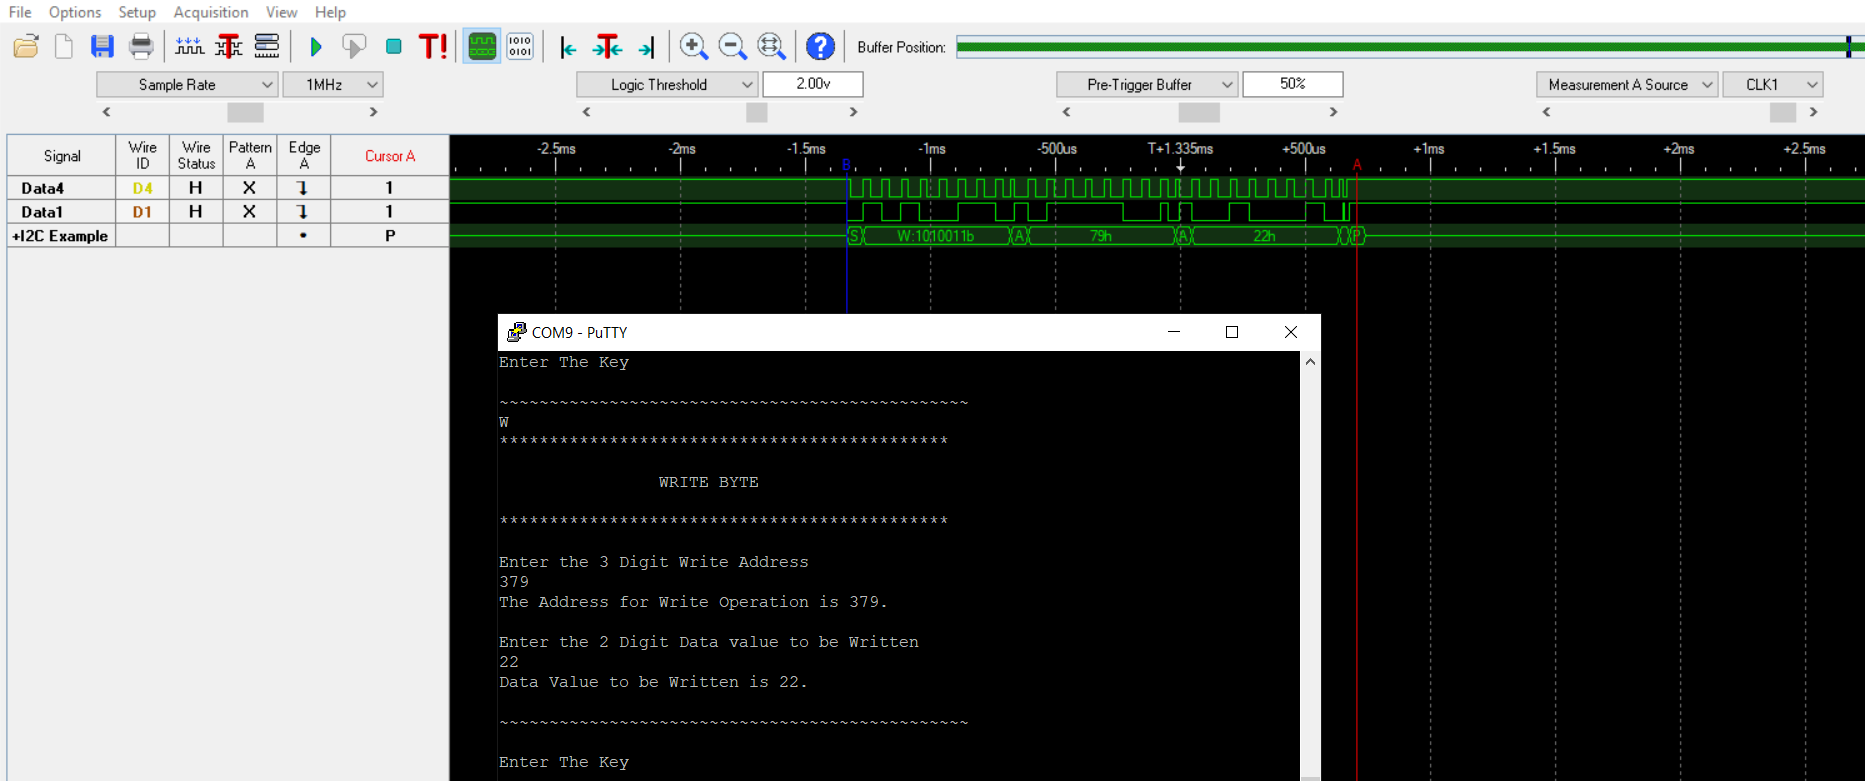 File Options Setup Acquisition View Help
T! 1010 0101 ? Buffer Position:
Sample Rate 1MHz Logic Threshold 2.00v Pre-Trigger Buffer 50% Measurement A Source CLK1
Signal Wire ID Wire Status Pattern A Edge A Cursor A
-2.5ms -2ms -1.5ms -1ms -500us T+1.335ms +500us +1ms +1.5ms +2ms +2.5ms
B A
Data4 D4 H X 1
Data1 D1 H X 1
+I2C Example P S W:1010011b A 79h A 22h P
COM9 - PuTTY
Enter The Key
~~~~~~~~~~~~~~~~~~~~~~~~~~~~~~~~~~~~~~~~~~~~~~~
W
*********************************************
WRITE BYTE
*********************************************
Enter the 3 Digit Write Address
379
The Address for Write Operation is 379.
Enter the 2 Digit Data value to be Written
22
Data Value to be Written is 22.
~~~~~~~~~~~~~~~~~~~~~~~~~~~~~~~~~~~~~~~~~~~~~~~
Enter The Key